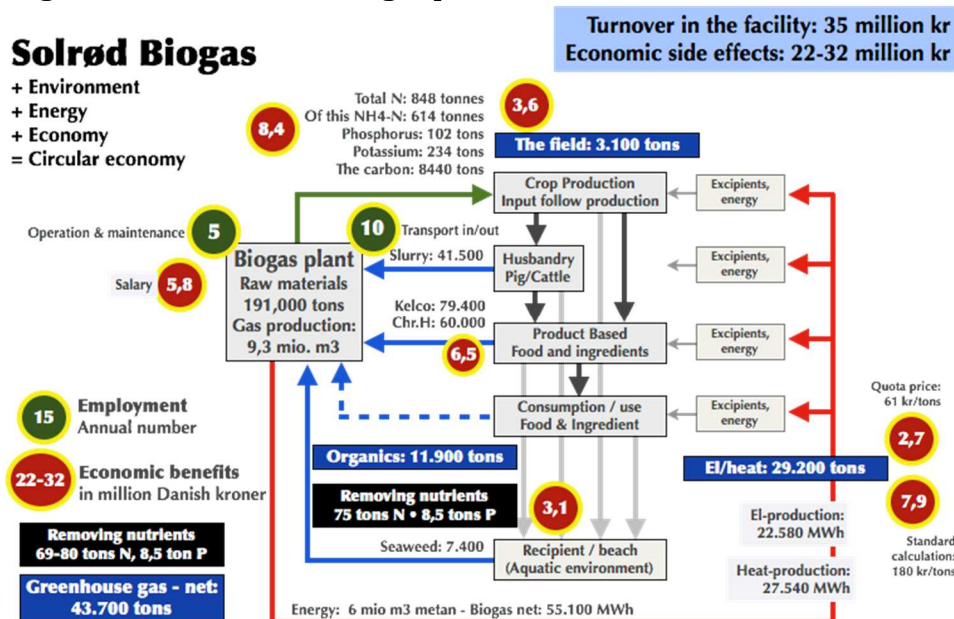 Turnover in the facility: 35 million kr
Economic side effects: 22-32 million kr
Solrød Biogas
+ Environment
+ Energy
+ Economy
= Circular economy
8,4
Total N: 848 tonnes
Of this NH4-N: 614 tonnes
Phosphorus: 102 tons
Potassium: 234 tons
The carbon: 8440 tons
3,6
The field: 3.100 tons
Crop Production
Input follow production
Excipients,
energy
Operation & maintenance
5
10
Transport in/out
Slurry: 41.500
Husbandry
Pig/Cattle
Excipients,
energy
Salary
5,8
Biogas plant
Raw materials
191,000 tons
Gas production:
9,3 mio. m3
Kelco: 79.400
Chr.H: 60.000
6,5
Product Based
Food and ingredients
Excipients,
energy
15
Employment
Annual number
Consumption / use
Food & Ingredient
Excipients,
energy
Quota price:
61 kr/tons
2,7
22-32
Economic benefits
in million Danish kroner
Organics: 11.900 tons
El/heat: 29.200 tons
7,9
Standard
calculation:
180 kr/tons
Removing nutrients
75 tons N • 8,5 tons P
3,1
El-production:
22.580 MWh
Removing nutrients
69-80 tons N, 8,5 ton P
Seaweed: 7.400
Recipient / beach
(Aquatic environment)
Heat-production:
27.540 MWh
Greenhouse gas - net:
43.700 tons
Energy: 6 mio m3 metan - Biogas net: 55.100 MWh